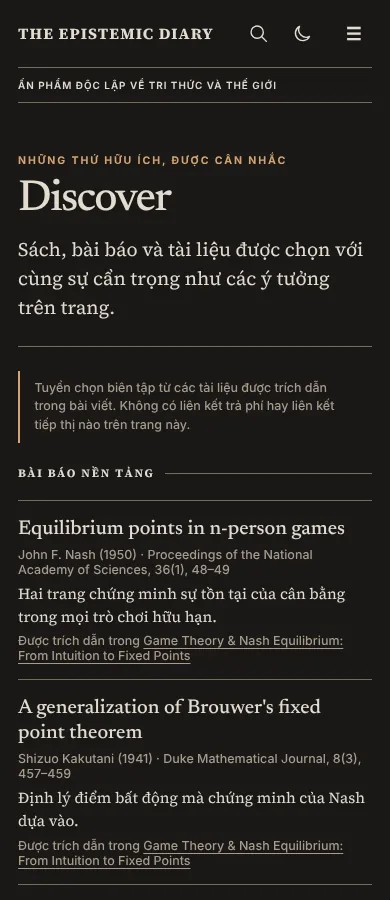 THE EPISTEMIC DIARY
ẤN PHẨM ĐỘC LẬP VỀ TRI THỨC VÀ THẾ GIỚI
NHỮNG THỨ HỮU ÍCH, ĐƯỢC CÂN NHẮC
Discover
Sách, bài báo và tài liệu được chọn với
cùng sự cẩn trọng như các ý tưởng
trên trang.
Tuyển chọn biên tập từ các tài liệu được trích dẫn
trong bài viết. Không có liên kết trả phí hay liên kết
tiếp thị nào trên trang này.
BÀI BÁO NỀN TẢNG
Equilibrium points in n-person games
John F. Nash (1950) · Proceedings of the National
Academy of Sciences, 36(1), 48–49
Hai trang chứng minh sự tồn tại của cân bằng
trong mọi trò chơi hữu hạn.
Được trích dẫn trong Game Theory & Nash Equilibrium:
From Intuition to Fixed Points
A generalization of Brouwer's fixed
point theorem
Shizuo Kakutani (1941) · Duke Mathematical Journal, 8(3),
457–459
Định lý điểm bất động mà chứng minh của Nash
dựa vào.
Được trích dẫn trong Game Theory & Nash Equilibrium:
From Intuition to Fixed Points